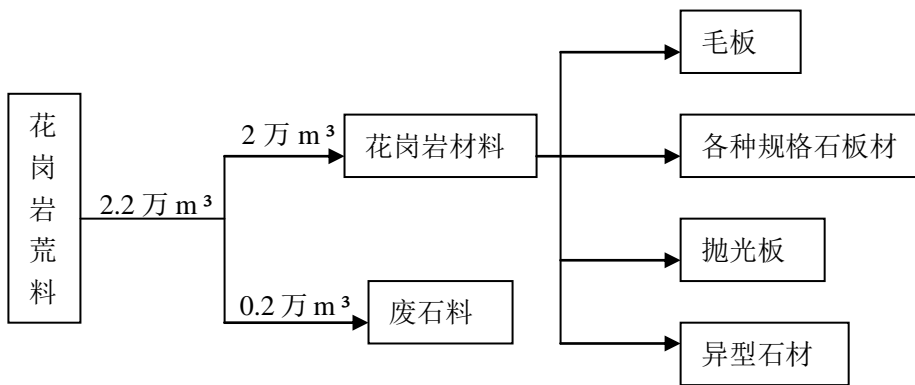 花岗岩荒料
2.2 万 m³
2 万 m³
0.2 万 m³
花岗岩材料
废石料
毛板
各种规格石板材
抛光板
异型石材